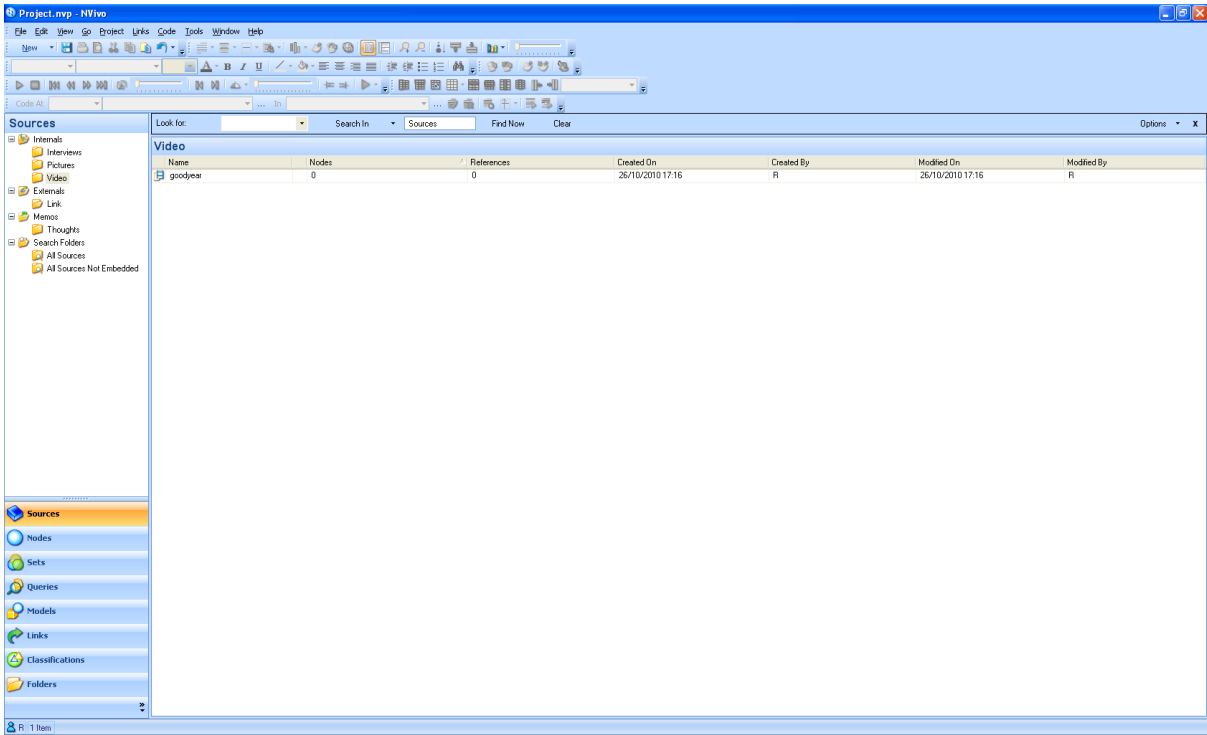 Project.nvp - NVivo
File Edit View Go Project Links Code Tools Window Help
New
B I U
Code At In
Sources
Look for: Search In Sources Find Now Clear Options x
Internals
Interviews
Pictures
Video
Externals
Link
Memos
Thoughts
Search Folders
All Sources
All Sources Not Embedded
Video
Name Nodes References Created On Created By Modified On Modified By
goodyear 0 0 26/10/2010 17:16 R 26/10/2010 17:16 R
Sources
Nodes
Sets
Queries
Models
Links
Classifications
Folders
R 1 Item